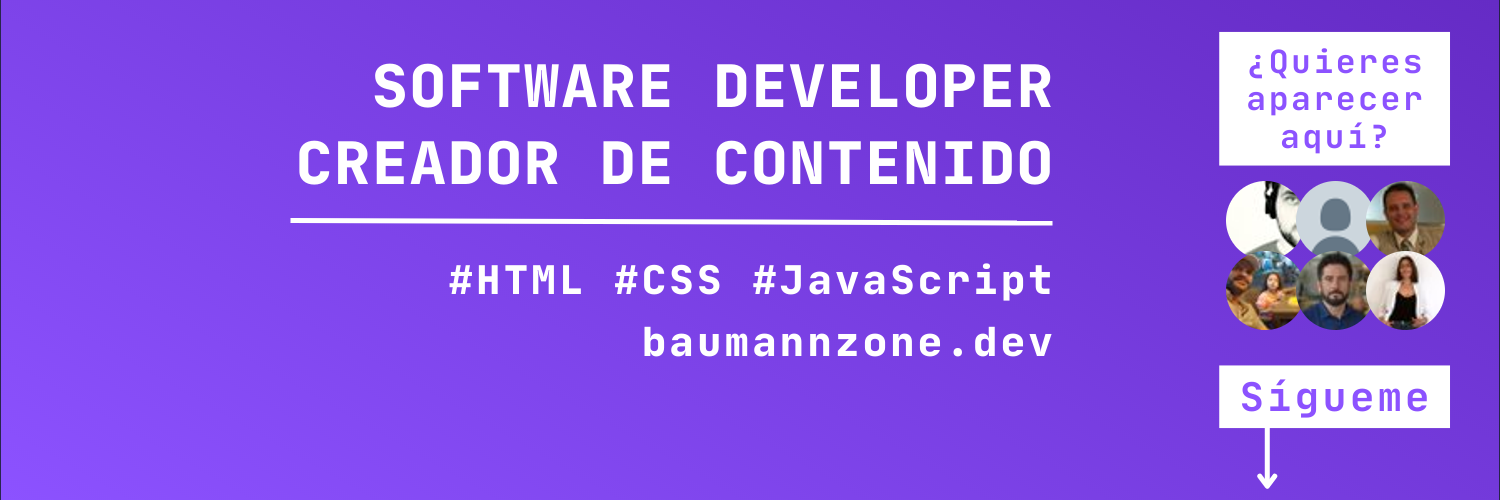 SOFTWARE DEVELOPER
CREADOR DE CONTENIDO
#HTML #CSS #JavaScript
baumannzone.dev
¿Quieres
aparecer
aquí?
Sígueme